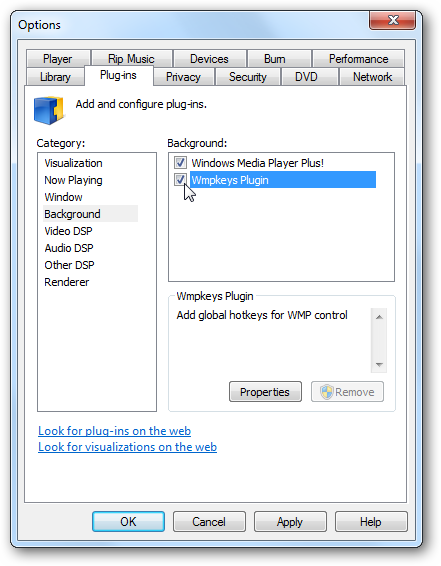 Options
Player Rip Music Devices Burn Performance
Library Plug-ins Privacy Security DVD Network
Add and configure plug-ins.
Category: Background:
Visualization
Now Playing
Window
Background
Video DSP
Audio DSP
Other DSP
Renderer
Windows Media Player Plus!
Wmpkeys Plugin
Wmpkeys Plugin
Add global hotkeys for WMP control
Properties Remove
Look for plug-ins on the web
Look for visualizations on the web
OK Cancel Apply Help